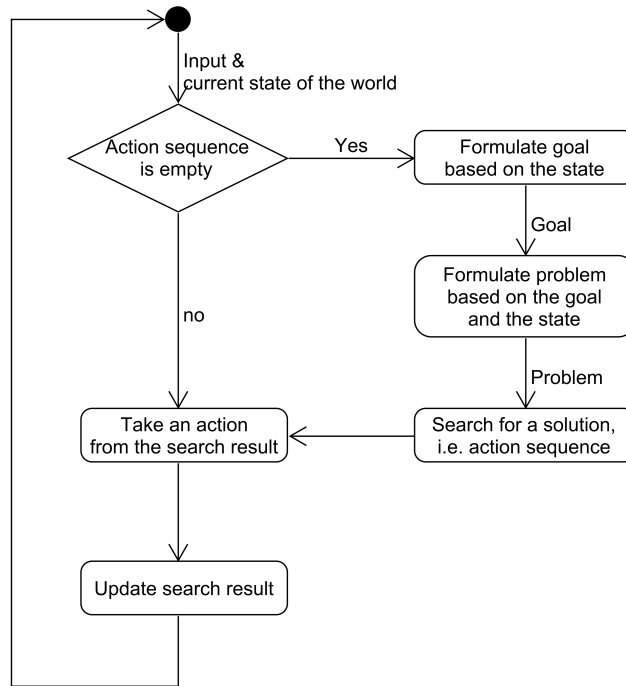 Input &
current state of the world
Action sequence
is empty
Yes
Formulate goal
based on the state
Goal
Formulate problem
based on the goal
and the state
no
Problem
Take an action
from the search result
Search for a solution,
i.e. action sequence
Update search result